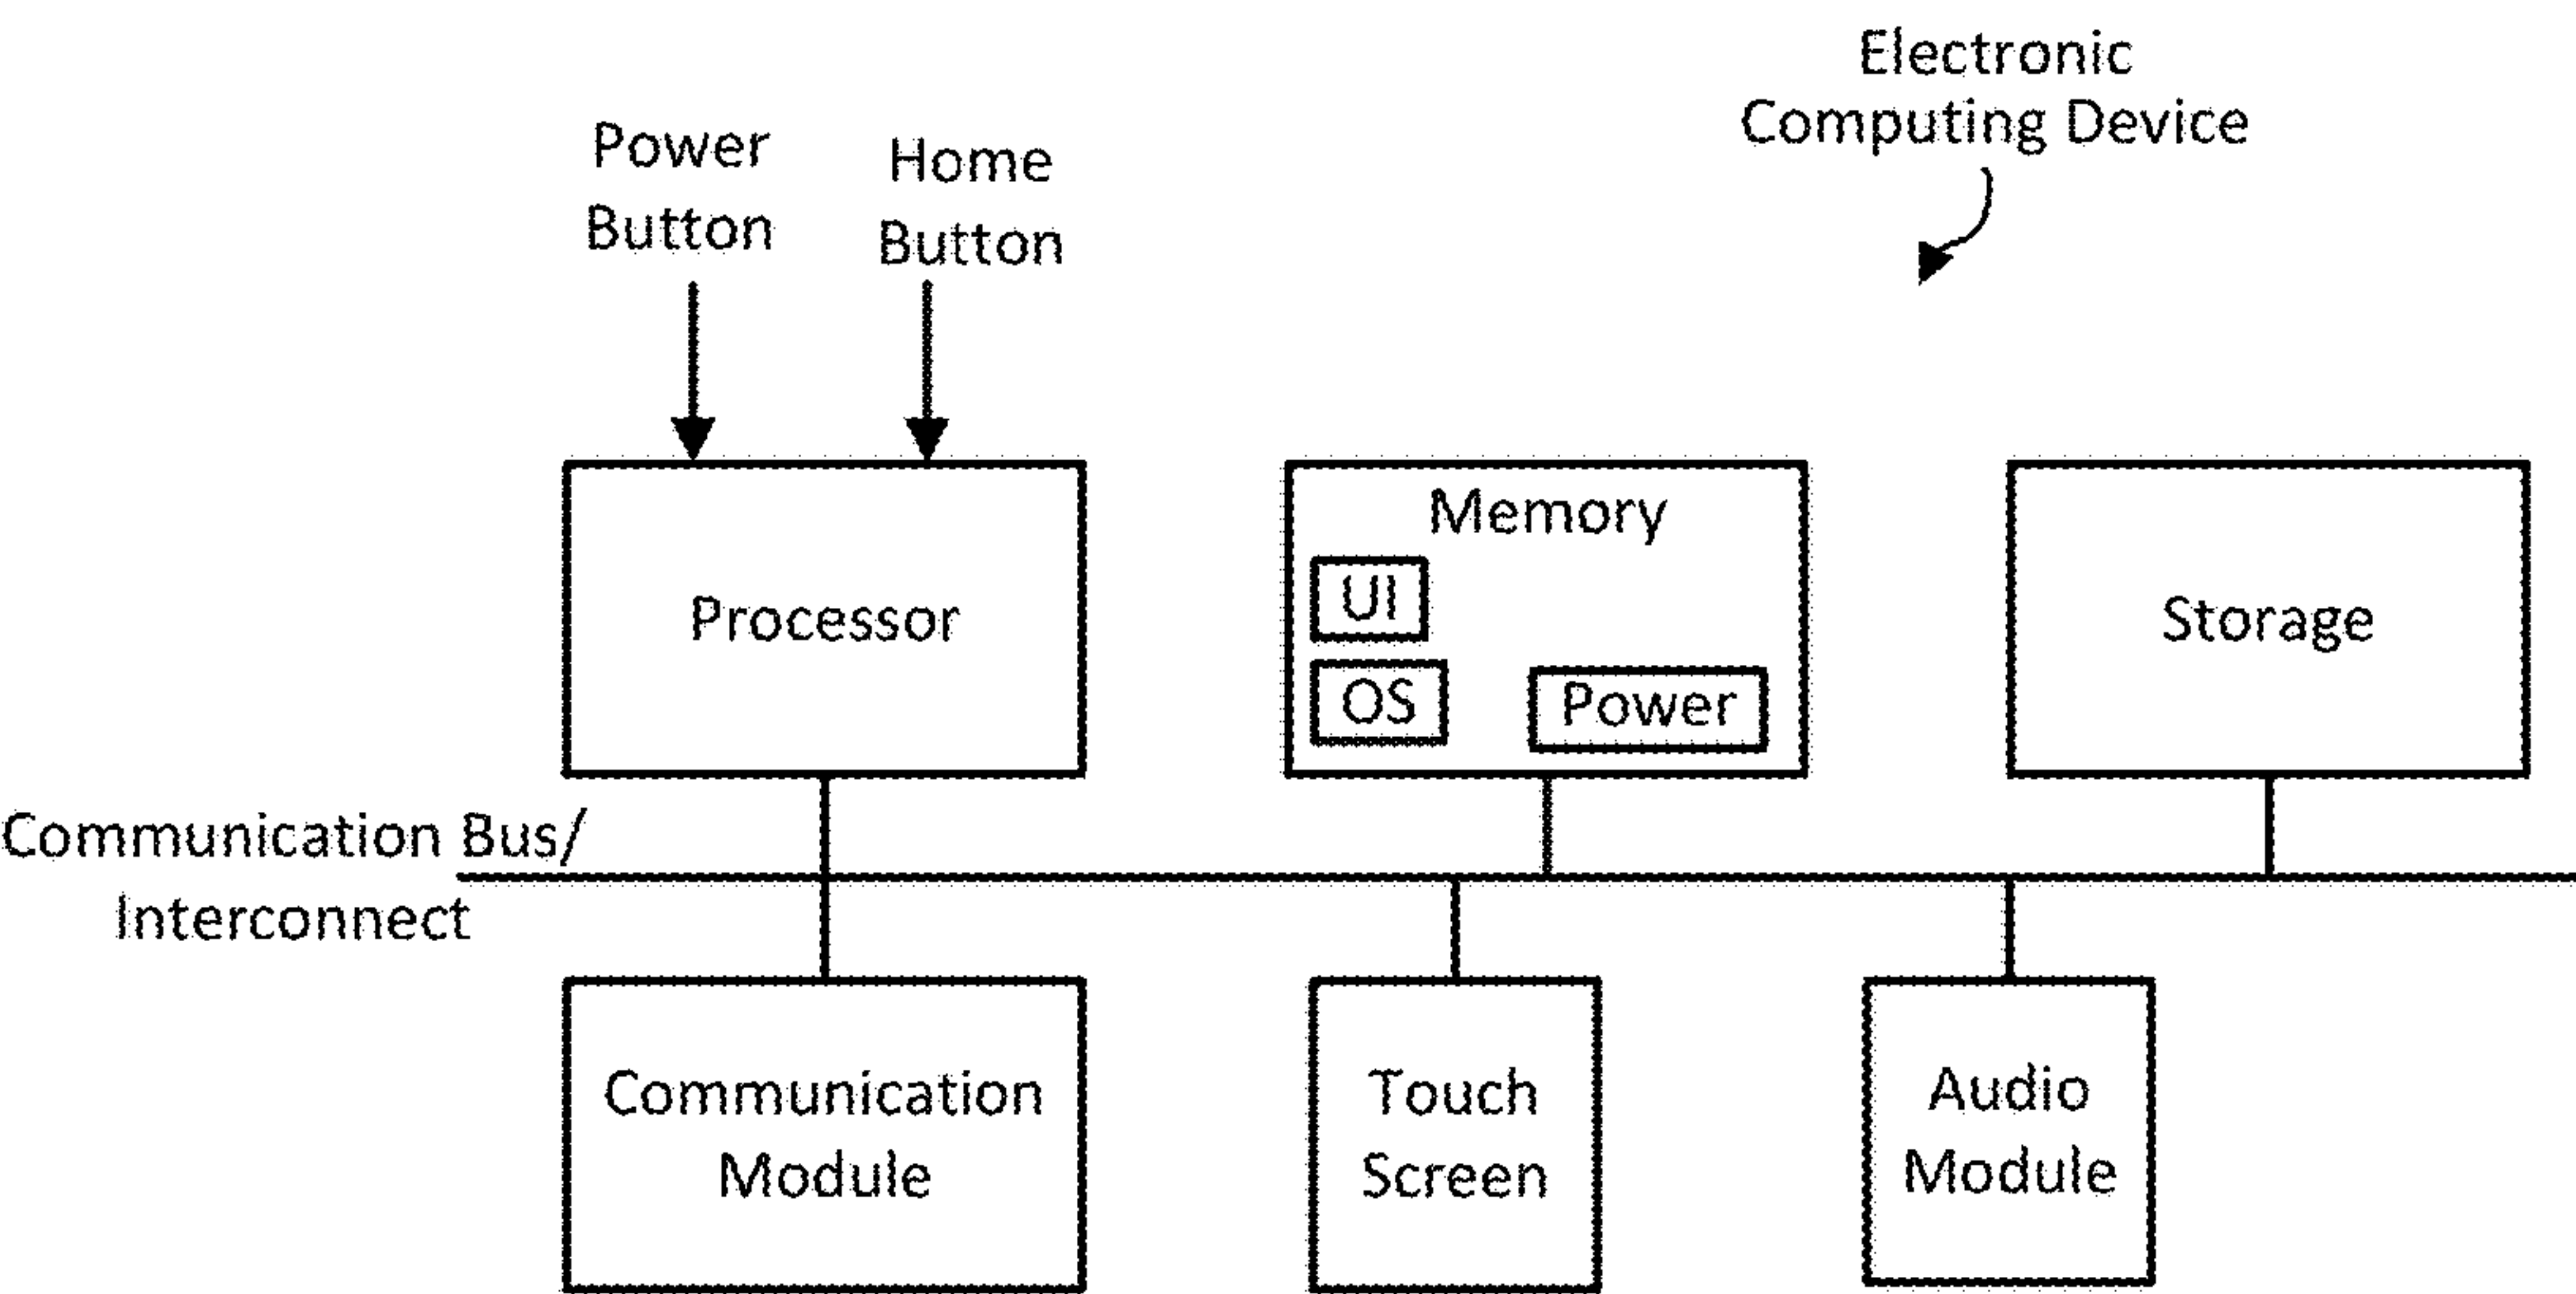 Electronic
Computing Device
Power
Button
Home
Button
Processor
Memory
UI
OS
Power
Storage
Communication Bus/
Interconnect
Communication
Module
Touch
Screen
Audio
Module